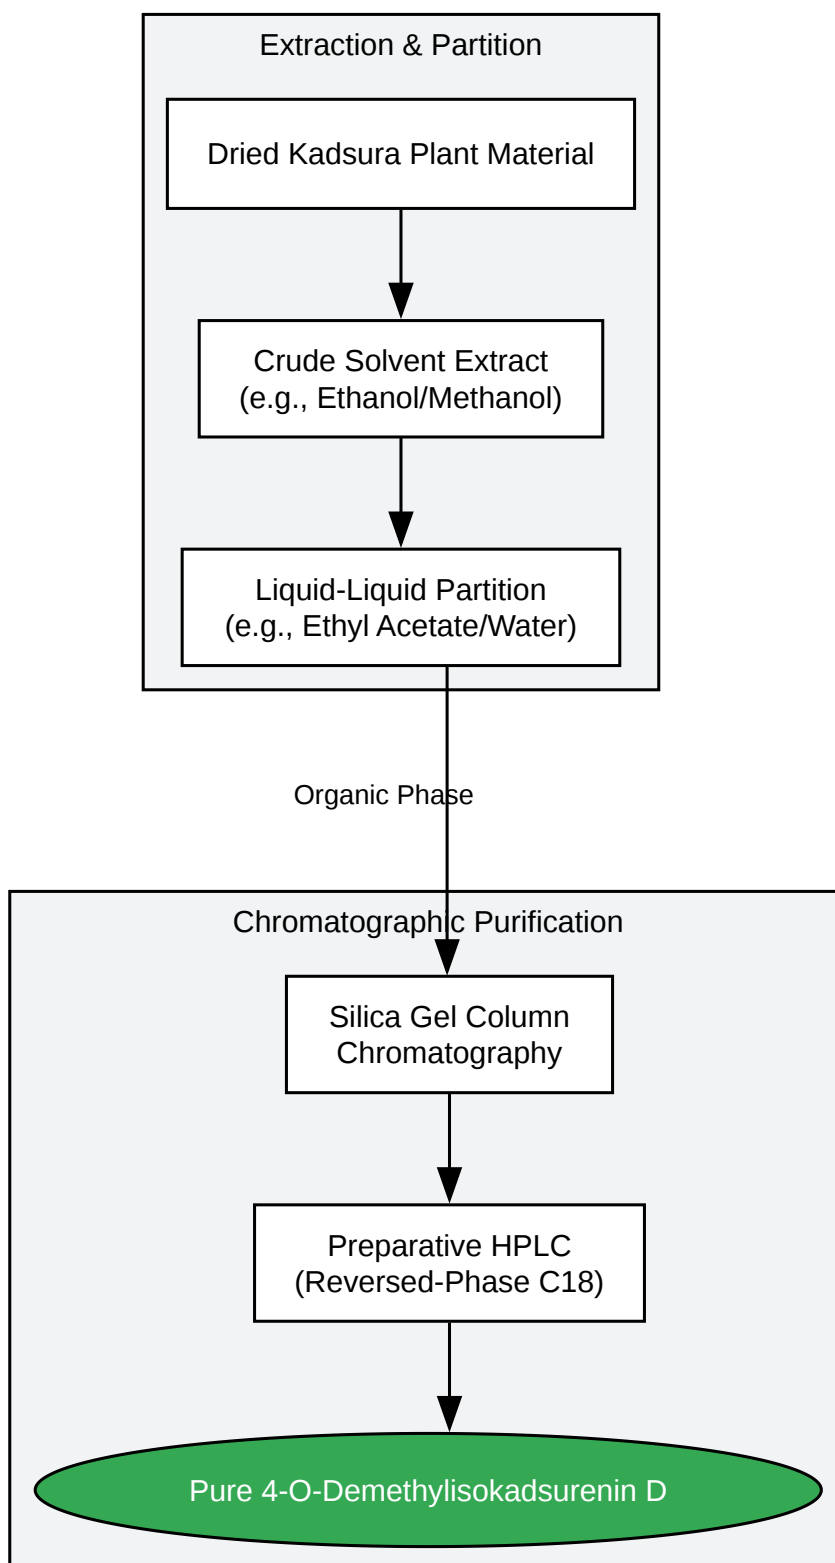 Extraction & Partition
Dried Kadsura Plant Material
Crude Solvent Extract
(e.g., Ethanol/Methanol)
Liquid-Liquid Partition
(e.g., Ethyl Acetate/Water)
Organic Phase
Chromatographic Purification
Silica Gel Column
Chromatography
Preparative HPLC
(Reversed-Phase C18)
Pure 4-O-Demethylisokadsurenin D